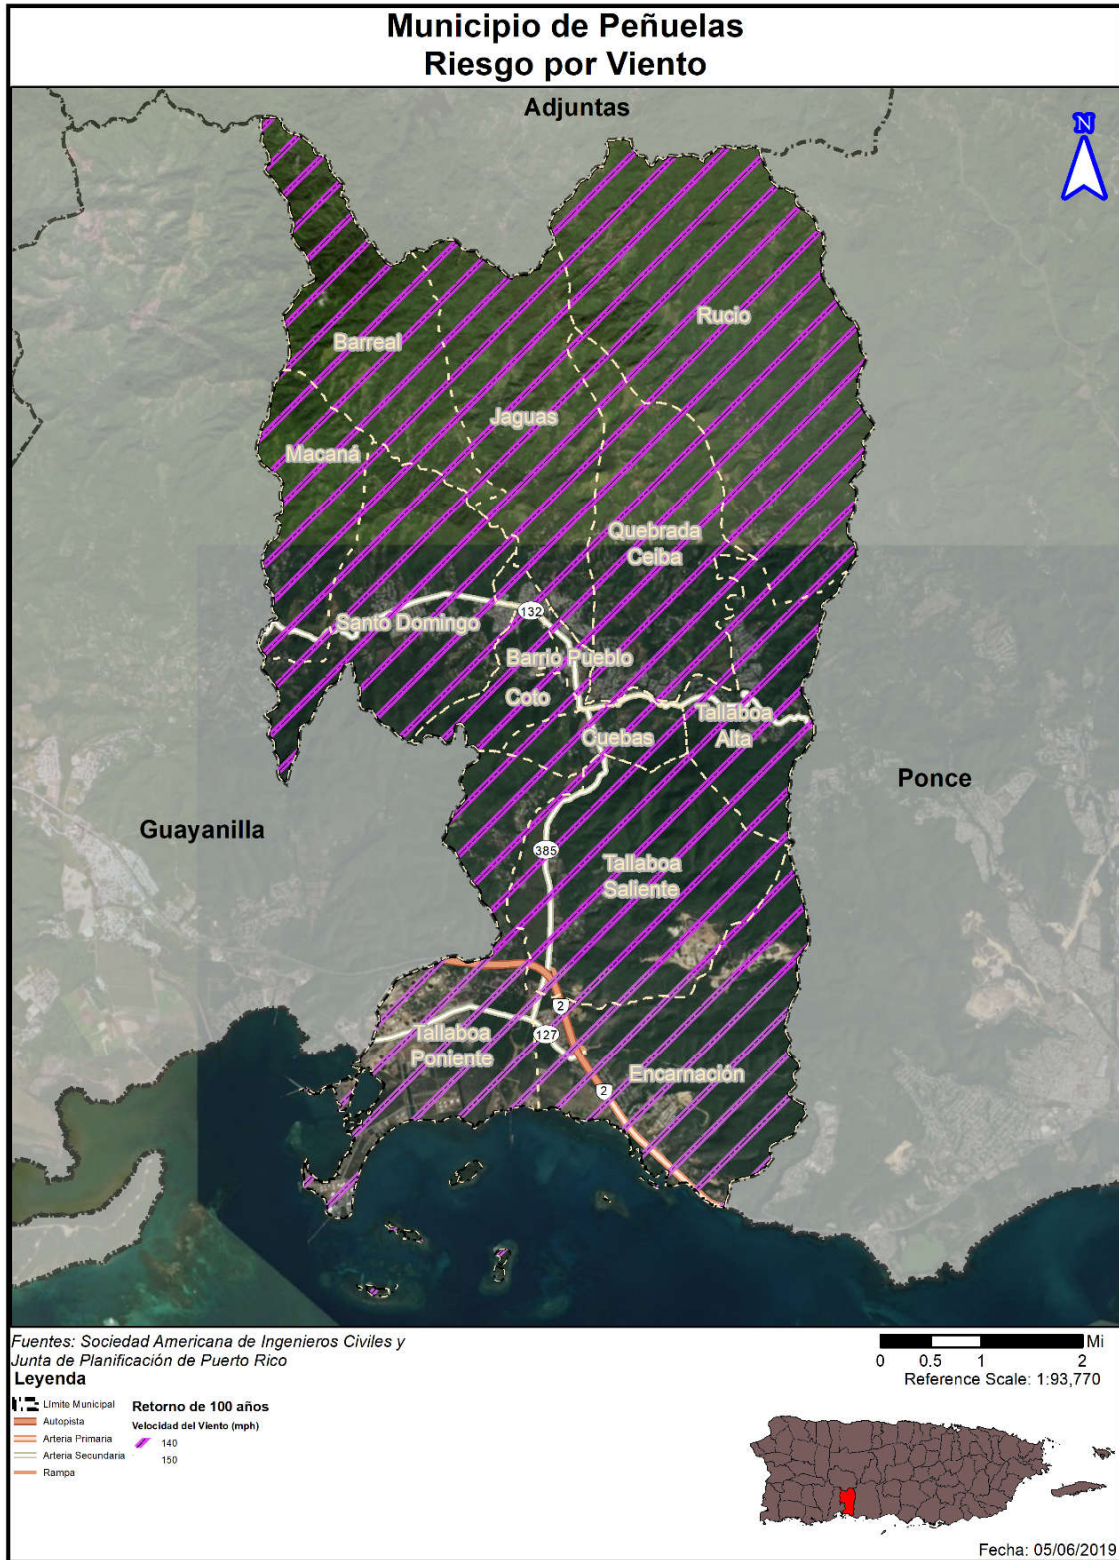 Municipio de Peñuelas
Riesgo por Viento
Adjuntas
N
Rucio
Barreal
Jaguas
Macaná
Quebrada
Ceiba
132
Santo Domingo
Barrio Pueblo
Coto
Tallaboa
Alta
Cuebas
Ponce
Guayanilla
385
Tallaboa
Saliente
2
127
Tallaboa
Poniente
Encarnación
2
Fuentes: Sociedad Americana de Ingenieros Civiles y
Junta de Planificación de Puerto Rico
Mi
0 0.5 1 2
Reference Scale: 1:93,770
Leyenda
Límite Municipal
Autopista
Arteria Primaria
Arteria Secundaria
Rampa
Retorno de 100 años
Velocidad del Viento (mph)
140
150
Fecha: 05/06/2019